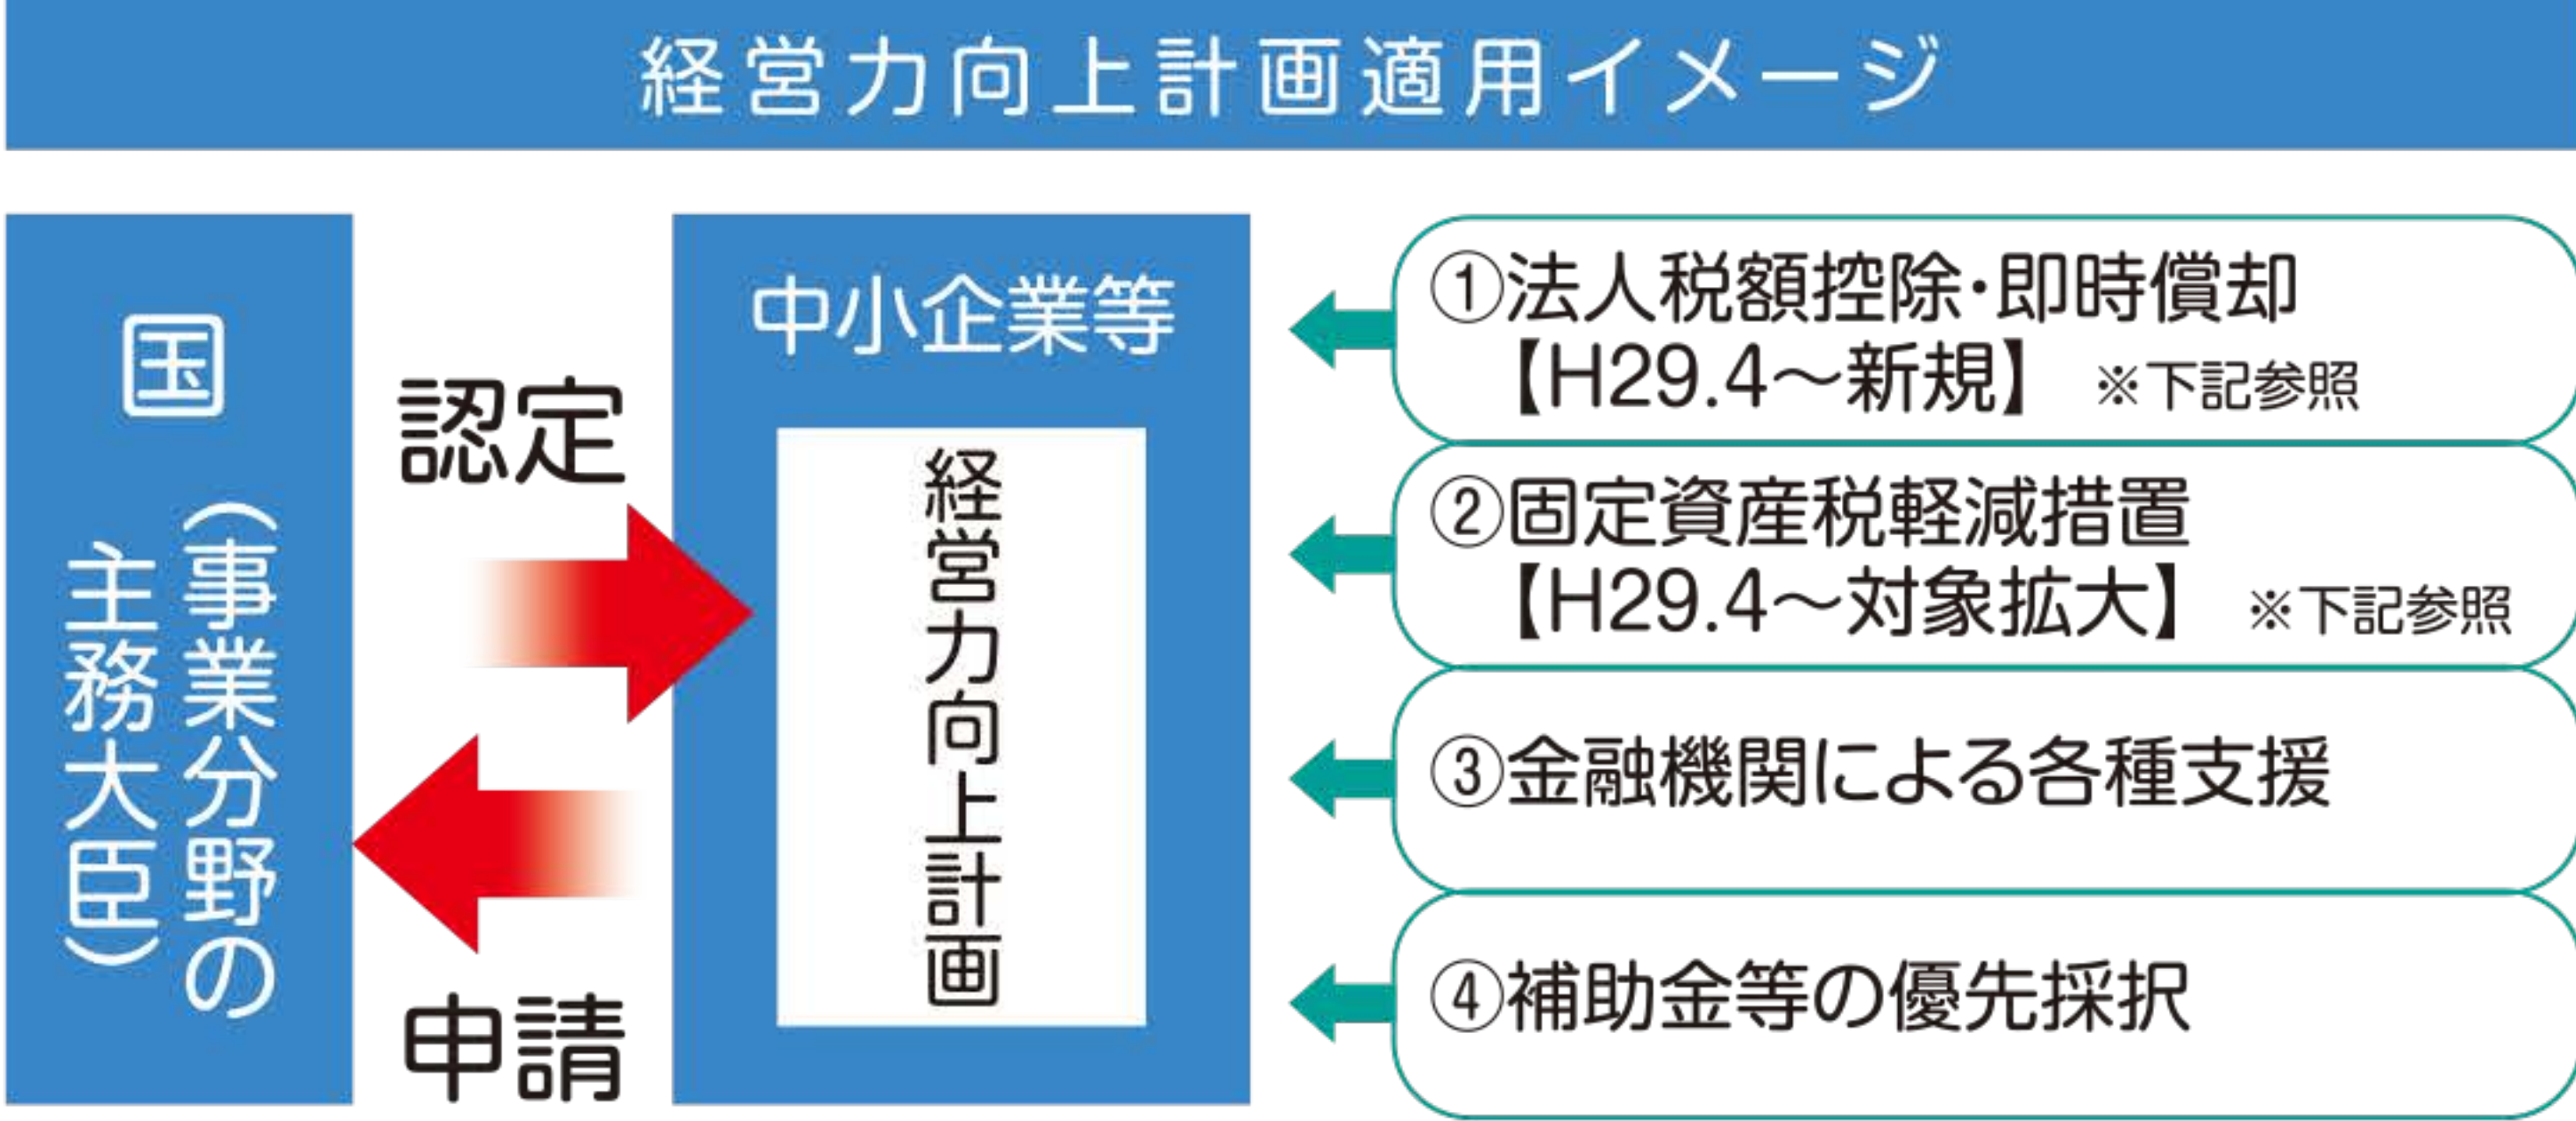 経営力向上計画適用イメージ
国
(事業分野の
主務大臣)
認定
申請
中小企業等
経営力向上計画
①法人税額控除・即時償却
【H29.4～新規】 ※下記参照
②固定資産税軽減措置
【H29.4～対象拡大】 ※下記参照
③金融機関による各種支援
④補助金等の優先採択